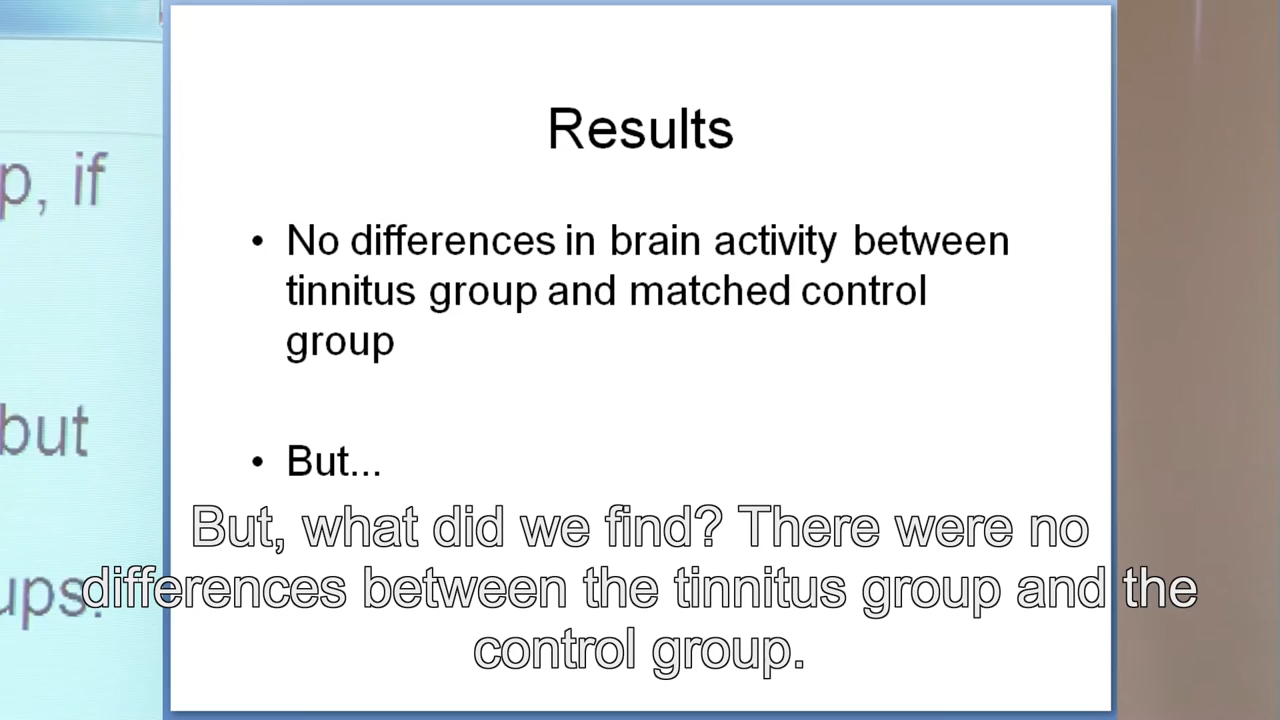 Results
• No differences in brain activity between
tinnitus group and matched control
group
• But...
p, if
but
ups.
But, what did we find? There were no
differences between the tinnitus group and the
control group.